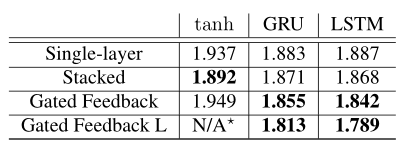 tanh GRU LSTM
Single-layer 1.937 1.883 1.887
Stacked 1.892 1.871 1.868
Gated Feedback 1.949 1.855 1.842
Gated Feedback L N/A* 1.813 1.789